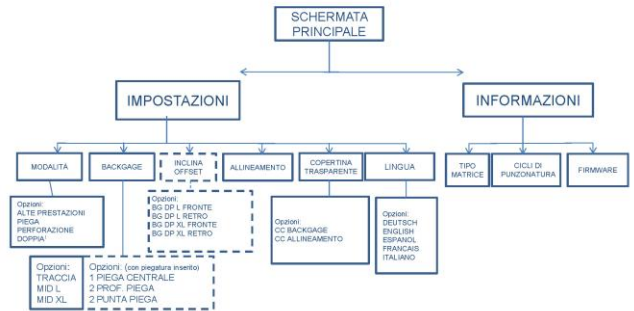 SCHERMATA
PRINCIPALE
IMPOSTAZIONI
INFORMAZIONI
MODALITÀ
BACKGAGE
INCLINA
OFFSET
ALLINEAMENTO
COPERTINA
TRASPARENTE
LINGUA
TIPO
MATRICE
CICLI DI
PUNZONATURA
FIRMWARE
Opzioni:
ALTE PRESTAZIONI
PIEGA
PERFORAZIONE
DOPPIA
Opzioni:
BG DP L FRONTE
BG DP L RETRO
BG DP XL FRONTE
BG DP XL RETRO
Opzioni:
CC BACKGAGE
CC ALLINEAMENTO
Opzioni:
DEUTSCH
ENGLISH
ESPANOL
FRANCAIS
ITALIANO
Opzioni:
TRACCIA
MID L
MID XL
Opzioni: (con piegatura inserito)
1 PIEGA CENTRALE
2 PROF. PIEGA
2 PUNTA PIEGA